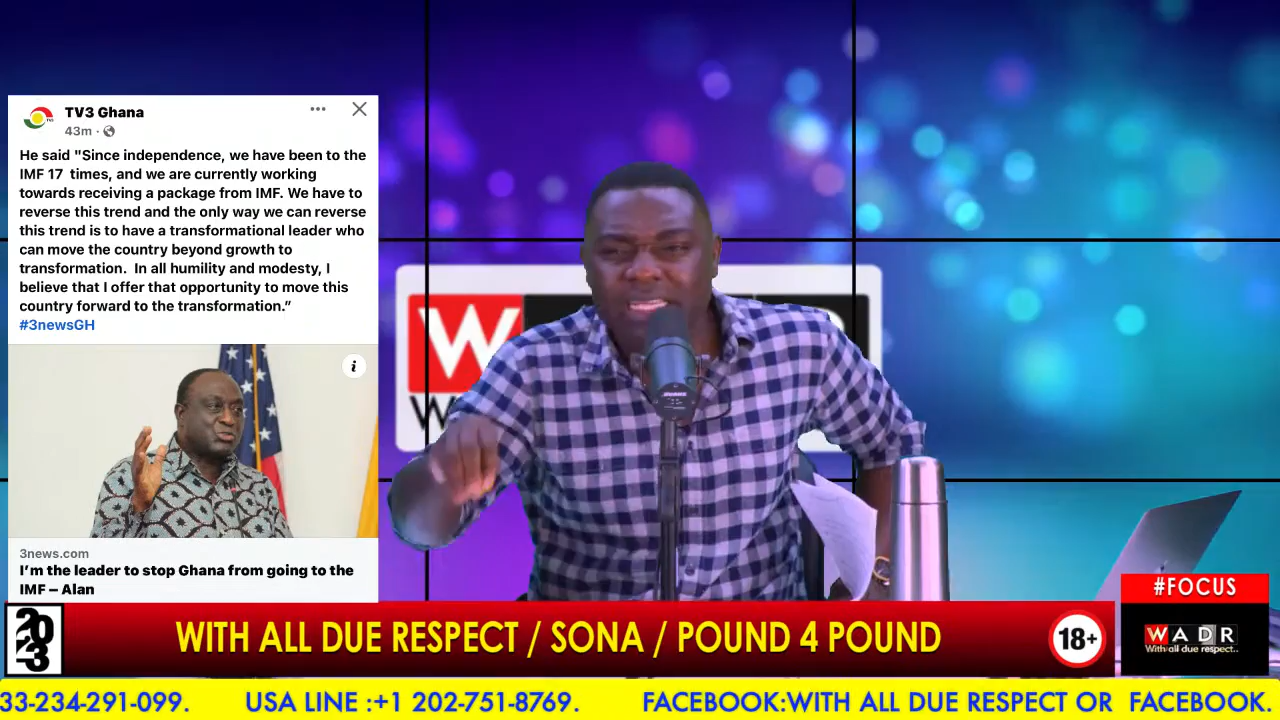 TV3 Ghana
43m
He said "Since independence, we have been to the
IMF 17 times, and we are currently working
towards receiving a package from IMF. We have to
reverse this trend and the only way we can reverse
this trend is to have a transformational leader who
can move the country beyond growth to
transformation. In all humility and modesty, I
believe that I offer that opportunity to move this
country forward to the transformation.”
#3newsGH
3news.com
I’m the leader to stop Ghana from going to the
IMF – Alan
W
W
2023
WITH ALL DUE RESPECT / SONA / POUND 4 POUND
18+
#FOCUS
WADR
With all due respect..
33-234-291-099. USA LINE :+1 202-751-8769. FACEBOOK:WITH ALL DUE RESPECT OR FACEBOOK.